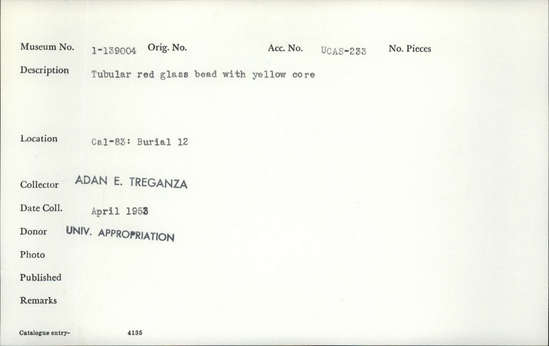 Museum No. 1-139004 Orig. No. Acc. No. UCAS-233 No. Pieces
Description Tubular red glass bead with yellow core
Location Cal-83: Burial 12
Collector ADAN E. TREGANZA
Date Coll. April 1953
Donor UNIV. APPROPRIATION
Photo
Published
Remarks
Catalogue entry- 4135